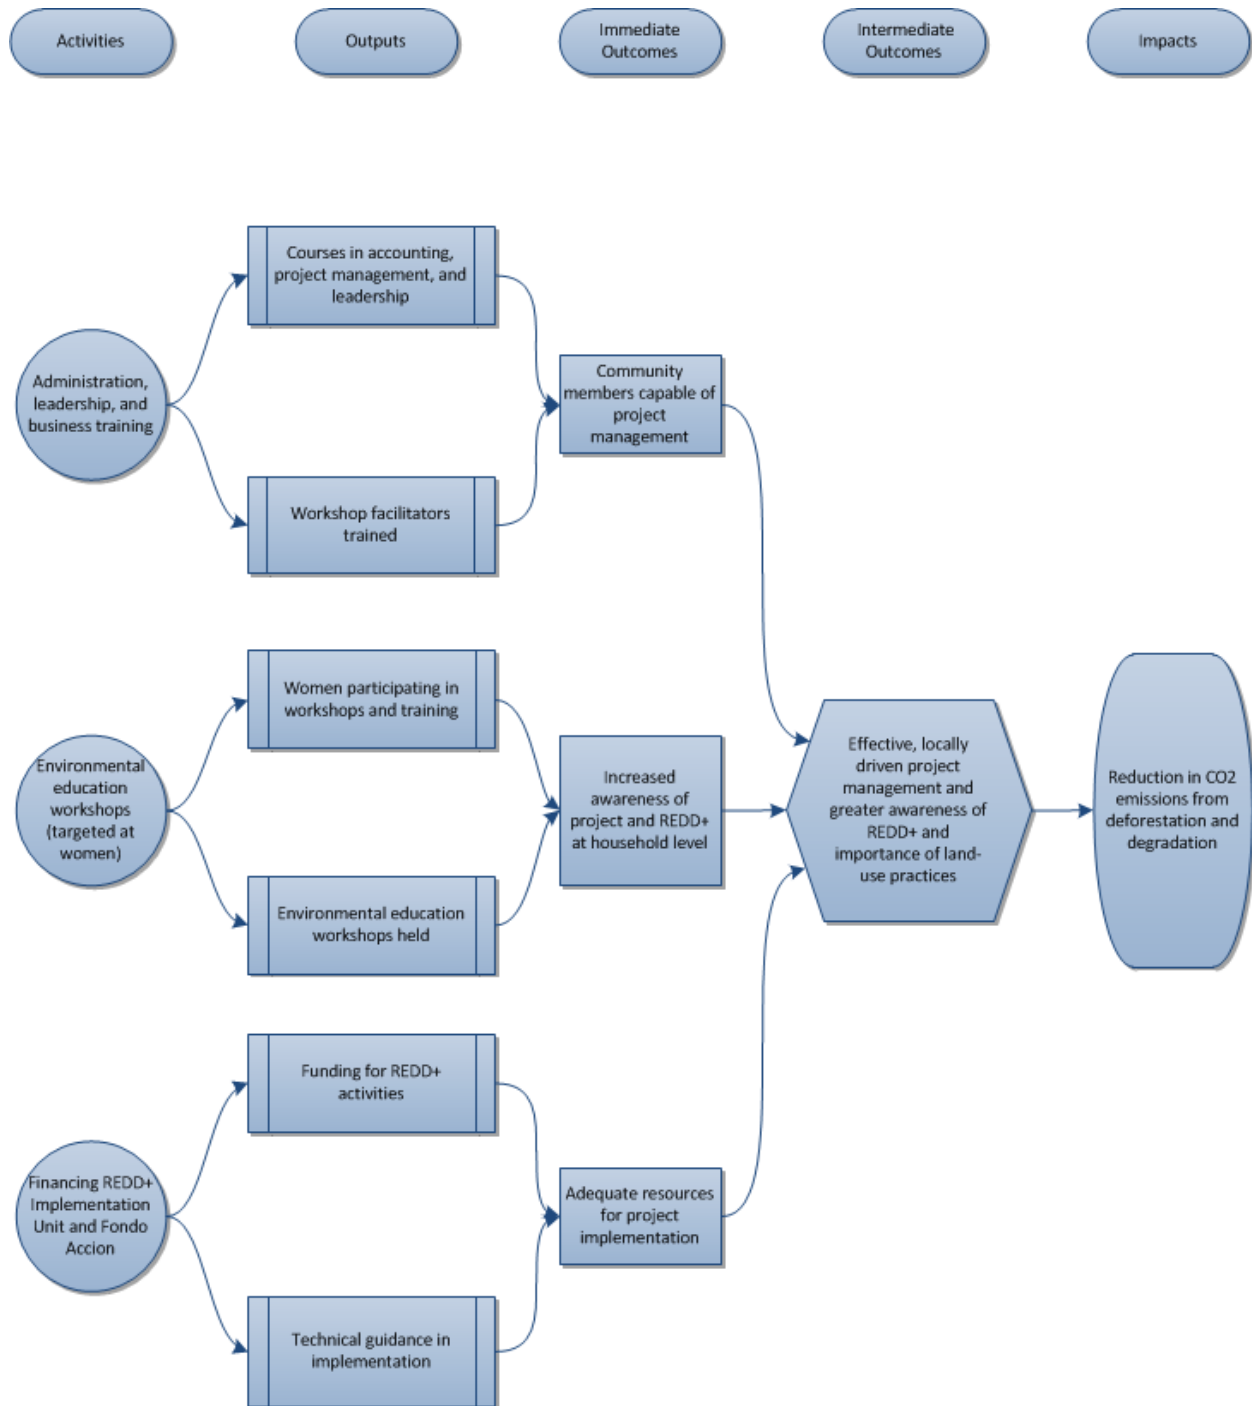 Activities
Outputs
Immediate
Outcomes
Intermediate
Outcomes
Impacts
Courses in accounting,
project management, and
leadership
Administration,
leadership, and
business training
Workshop facilitators
trained
Community
members capable of
project
management
Women participating in
workshops and training
Environmental
education
workshops
(targeted at
women)
Environmental education
workshops held
Increased
awareness of
project and REDD+
at household level
Effective, locally
driven project
management and
greater awareness of
REDD+ and
importance of land-
use practices
Reduction in CO2
emissions from
deforestation and
degradation
Funding for REDD+
activities
Financing REDD+
Implementation
Unit and Fondo
Accion
Technical guidance in
implementation
Adequate resources
for project
implementation